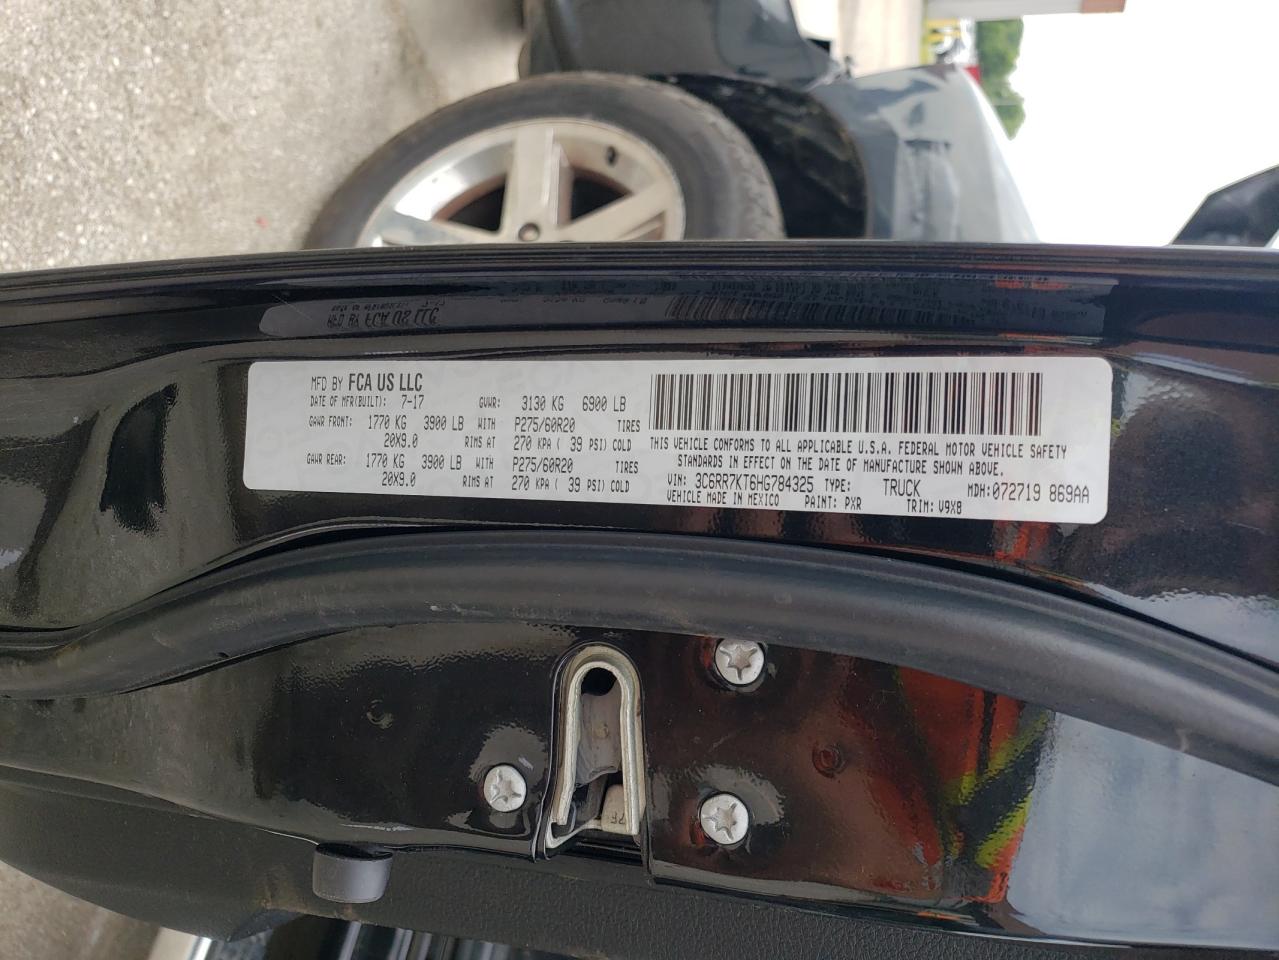 MFD BY FCA US LLC
DATE OF MFR(BUILT): 7-17 GVWR: 3130 KG 6900 LB
GAWR FRONT: 1770 KG 3900 LB WITH P275/60R20 TIRES
20X9.0 RIMS AT 270 KPA ( 39 PSI) COLD
GAWR REAR: 1770 KG 3900 LB WITH P275/60R20 TIRES
20X9.0 RIMS AT 270 KPA ( 39 PSI) COLD
THIS VEHICLE CONFORMS TO ALL APPLICABLE U.S.A. FEDERAL MOTOR VEHICLE SAFETY
STANDARDS IN EFFECT ON THE DATE OF MANUFACTURE SHOWN ABOVE.
VIN: 3C6RR7KT6HG784325 TYPE: TRUCK MDH:072719 869AA
VEHICLE MADE IN MEXICO PAINT: PXR TRIM: V9X8